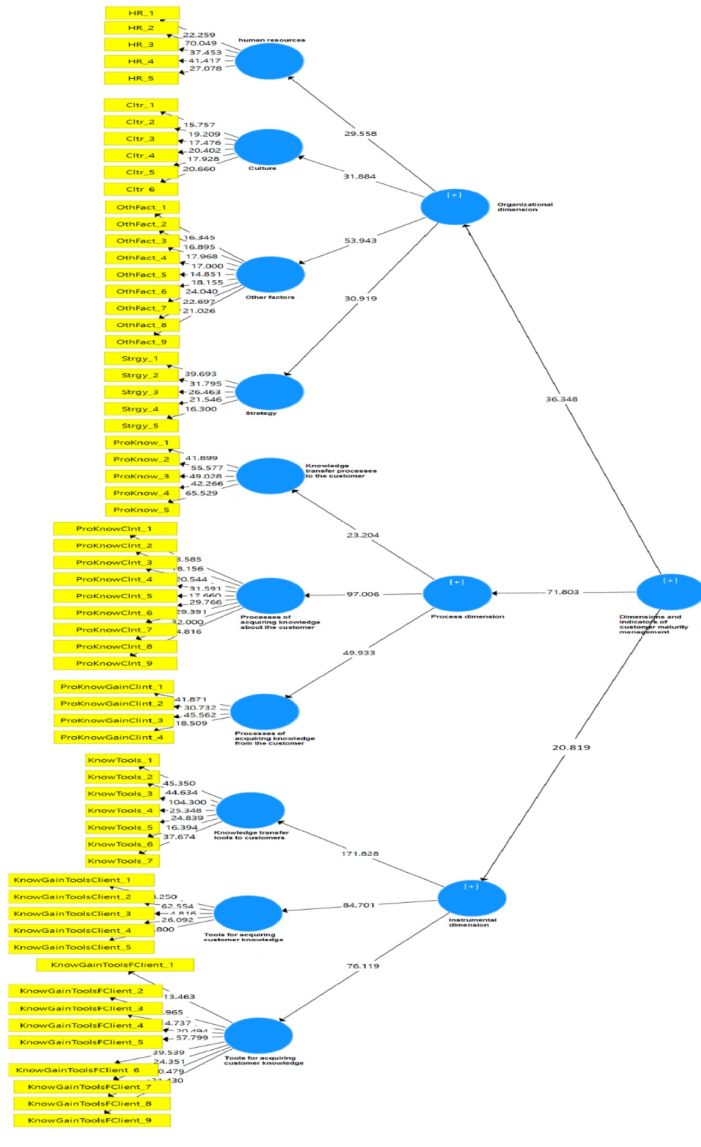 HR_1
HR_2
HR_3
HR_4
HR_5
22.259
70.049
37.453
41.417
27.078
human resources
Cltr_1
Cltr_2
Cltr_3
Cltr_4
Cltr_5
Cltr_6
15.757
19.209
17.476
20.402
17.928
20.660
Culture
OthFact_1
OthFact_2
OthFact_3
OthFact_4
OthFact_5
OthFact_6
OthFact_7
OthFact_8
OthFact_9
16.345
16.895
17.968
17.000
14.851
18.155
24.040
22.697
21.026
Other factors
Strgy_1
Strgy_2
Strgy_3
Strgy_4
Strgy_5
39.693
31.795
26.463
21.546
16.300
Strategy
29.558
31.884
53.943
30.919
[+]
Organizational
dimension
36.348
ProKnow_1
ProKnow_2
ProKnow_3
ProKnow_4
ProKnow_5
41.899
55.577
49.028
42.266
65.529
Knowledge
transfer processes
to the customer
ProKnowClnt_1
ProKnowClnt_2
ProKnowClnt_3
ProKnowClnt_4
ProKnowClnt_5
ProKnowClnt_6
ProKnowClnt_7
ProKnowClnt_8
ProKnowClnt_9
20.544
31.591
17.660
29.766
Processes of
acquiring knowledge
about the customer
ProKnowGainClint_1
ProKnowGainClint_2
ProKnowGainClint_3
ProKnowGainClint_4
41.871
30.732
45.562
18.509
Processes of
acquiring knowledge
from the customer
23.204
97.006
49.933
[+]
Process dimension
71.803
[+]
Dimensions and
indicators of
customer maturity
management
20.819
KnowTools_1
KnowTools_2
KnowTools_3
KnowTools_4
KnowTools_5
KnowTools_6
KnowTools_7
45.350
44.634
104.300
25.348
24.839
16.394
37.674
Knowledge transfer
tools to customers
KnowGainToolsClient_1
KnowGainToolsClient_2
KnowGainToolsClient_3
KnowGainToolsClient_4
KnowGainToolsClient_5
62.554
26.092
Tools for acquiring
customer knowledge
171.828
84.701
76.119
[+]
Instrumental
dimension
KnowGainToolsFClient_1
KnowGainToolsFClient_2
KnowGainToolsFClient_3
KnowGainToolsFClient_4
KnowGainToolsFClient_5
KnowGainToolsFClient_6
KnowGainToolsFClient_7
KnowGainToolsFClient_8
KnowGainToolsFClient_9
13.463
20.494
57.799
39.539
24.351
Tools for acquiring
customer knowledge